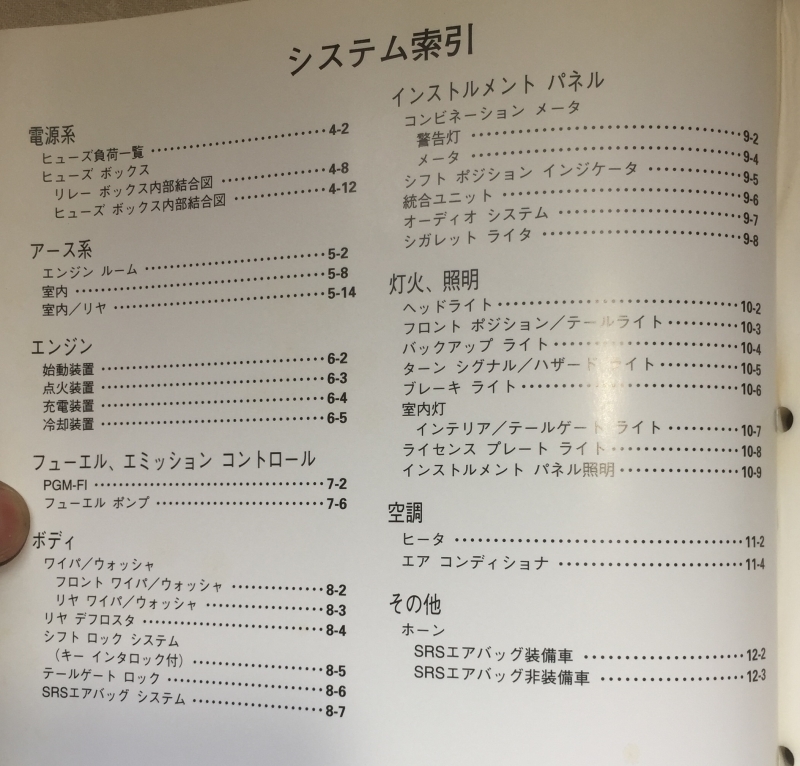 システム索引
電源系
ヒューズ負荷一覧 4-2
ヒューズ ボックス
リレー ボックス内部結合図 4-8
ヒューズ ボックス内部結合図 4-12
アース系
エンジン ルーム 5-2
室内 5-8
室内／リヤ 5-14
エンジン
始動装置 6-2
点火装置 6-3
充電装置 6-4
冷却装置 6-5
フューエル、エミッション コントロール
PGM-FI 7-2
フューエル ポンプ 7-6
ボディ
ワイパ／ウォッシャ
フロント ワイパ／ウォッシャ 8-2
リヤ ワイパ／ウォッシャ 8-3
リヤ デフロスタ 8-4
シフト ロック システム
（キー インタロック付） 8-5
テールゲート ロック 8-6
SRSエアバッグ システム 8-7
インストルメント パネル
コンビネーション メータ
警告灯 9-2
メータ 9-4
シフト ポジション インジケータ 9-5
統合ユニット 9-6
オーディオ システム 9-7
シガレット ライタ 9-8
灯火、照明
ヘッドライト 10-2
フロント ポジション／テールライト 10-3
バックアップ ライト 10-4
ターン シグナル／ハザード ライト 10-5
ブレーキ ライト 10-6
室内灯
インテリア／テールゲート ライト 10-7
ライセンス プレート ライト 10-8
インストルメント パネル照明 10-9
空調
ヒータ 11-2
エア コンディショナ 11-4
その他
ホーン
SRSエアバッグ装備車 12-2
SRSエアバッグ非装備車 12-3